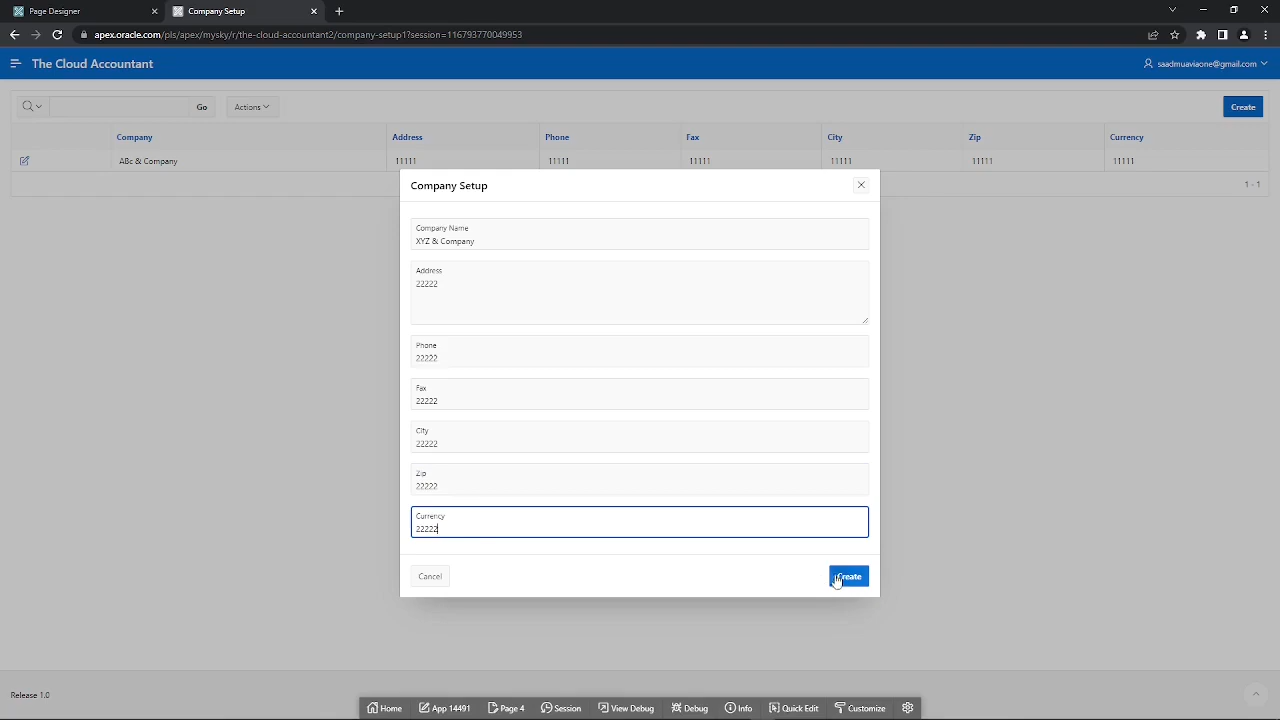 Page Designer
Company Setup
apex.oracle.com/pls/apex/mysky/r/the-cloud-accountant2/company-setup1?session=116793770049953
The Cloud Accountant
saadmuaviaone@gmail.com
Go
Actions
Create
Company Address Phone Fax City Zip Currency
ABc & Company 11111 11111 11111 11111 11111 11111
1 - 1
Company Setup
Company Name
XYZ & Company
Address
22222
Phone
22222
Fax
22222
City
22222
Zip
22222
Currency
22222
Cancel
Create
Release 1.0
Home App 14491 Page 4 Session View Debug Debug Info Quick Edit Customize